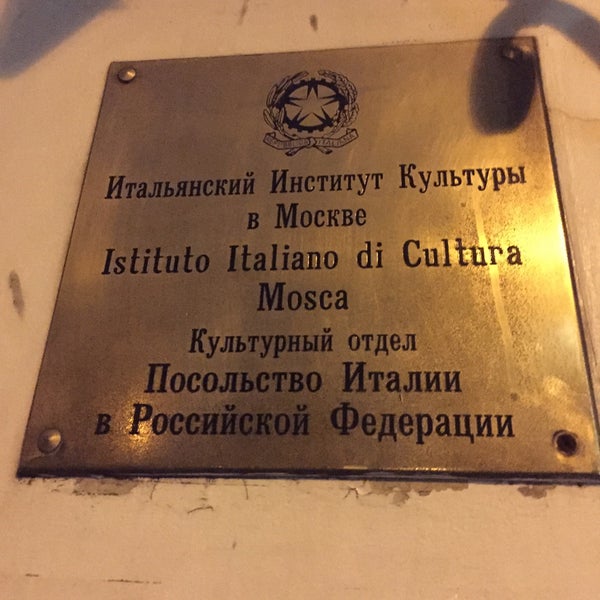 Итальянский Институт Культуры
в Москве
Istituto Italiano di Cultura
Mosca
Культурный отдел
Посольство Италии
в Российской Федерации